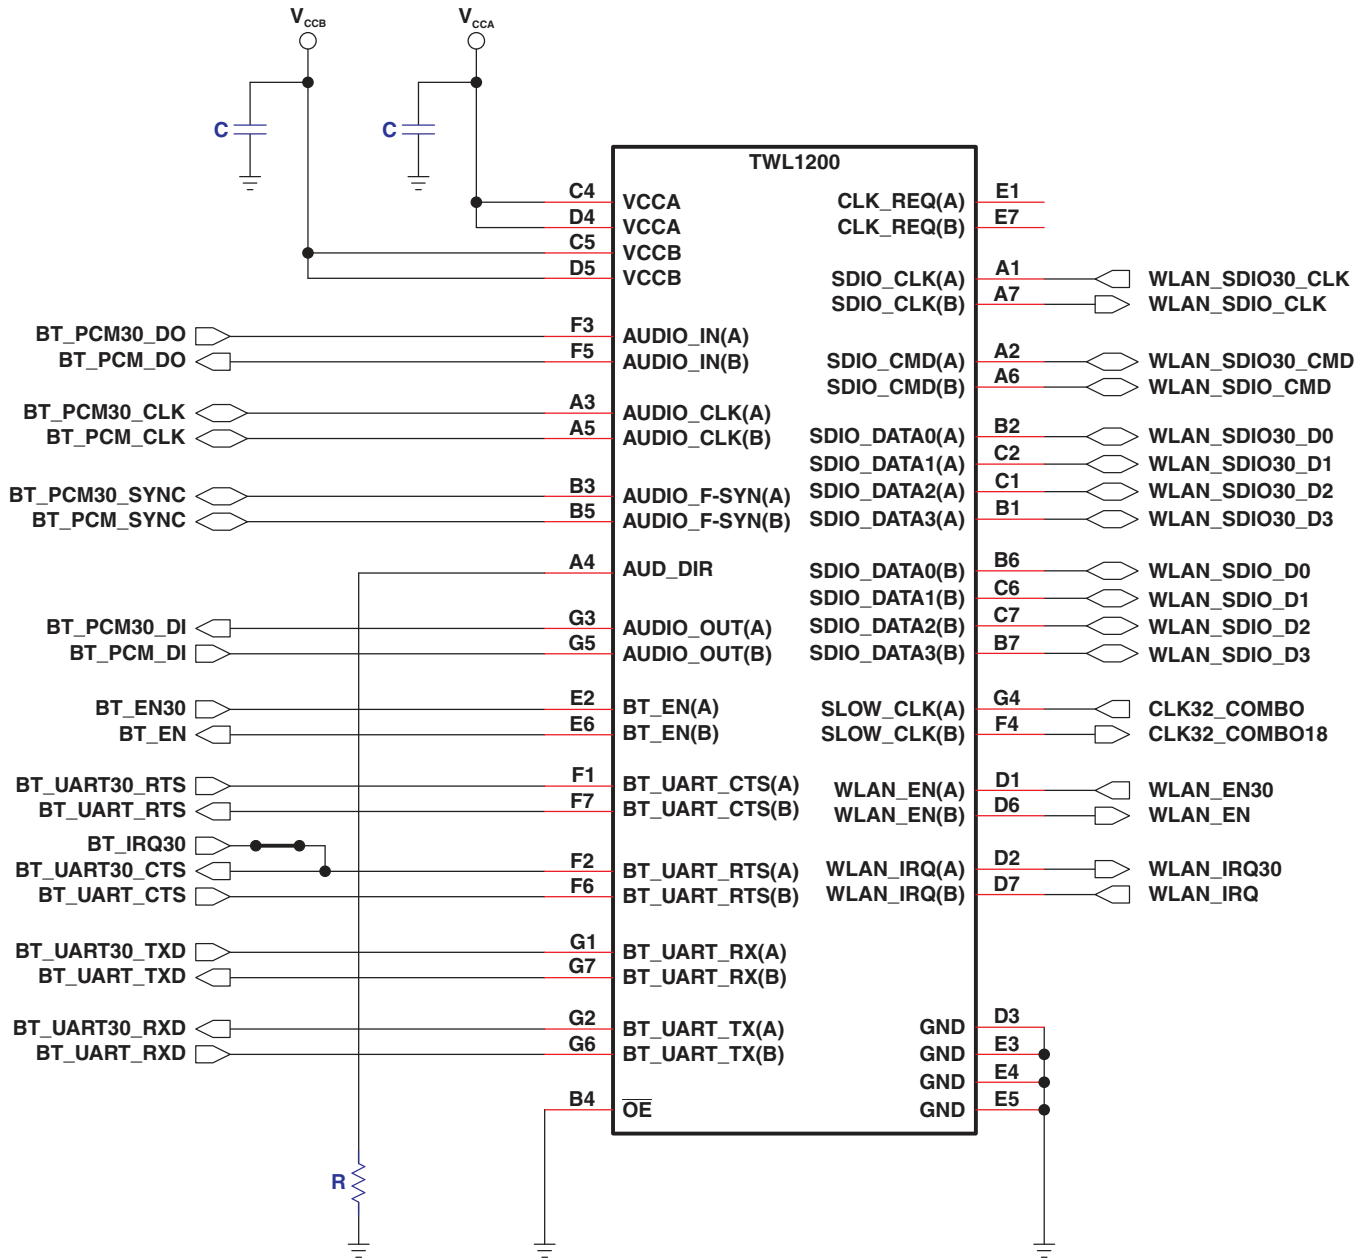 V_CCB
V_CCA
C
C
TWL1200
C4 VCCA
D4 VCCA
C5 VCCB
D5 VCCB
BT_PCM30_DO F3 AUDIO_IN(A)
BT_PCM_DO F5 AUDIO_IN(B)
BT_PCM30_CLK A3 AUDIO_CLK(A)
BT_PCM_CLK A5 AUDIO_CLK(B)
BT_PCM30_SYNC B3 AUDIO_F-SYN(A)
BT_PCM_SYNC B5 AUDIO_F-SYN(B)
A4 AUD_DIR
BT_PCM30_DI G3 AUDIO_OUT(A)
BT_PCM_DI G5 AUDIO_OUT(B)
BT_EN30 E2 BT_EN(A)
BT_EN E6 BT_EN(B)
BT_UART30_RTS F1 BT_UART_CTS(A)
BT_UART_RTS F7 BT_UART_CTS(B)
BT_IRQ30
BT_UART30_CTS F2 BT_UART_RTS(A)
BT_UART_CTS F6 BT_UART_RTS(B)
BT_UART30_TXD G1 BT_UART_RX(A)
BT_UART_TXD G7 BT_UART_RX(B)
BT_UART30_RXD G2 BT_UART_TX(A)
BT_UART_RXD G6 BT_UART_TX(B)
B4 OE
R
CLK_REQ(A) E1
CLK_REQ(B) E7
SDIO_CLK(A) A1 WLAN_SDIO30_CLK
SDIO_CLK(B) A7 WLAN_SDIO_CLK
SDIO_CMD(A) A2 WLAN_SDIO30_CMD
SDIO_CMD(B) A6 WLAN_SDIO_CMD
SDIO_DATA0(A) B2 WLAN_SDIO30_D0
SDIO_DATA1(A) C2 WLAN_SDIO30_D1
SDIO_DATA2(A) C1 WLAN_SDIO30_D2
SDIO_DATA3(A) B1 WLAN_SDIO30_D3
SDIO_DATA0(B) B6 WLAN_SDIO_D0
SDIO_DATA1(B) C6 WLAN_SDIO_D1
SDIO_DATA2(B) C7 WLAN_SDIO_D2
SDIO_DATA3(B) B7 WLAN_SDIO_D3
SLOW_CLK(A) G4 CLK32_COMBO
SLOW_CLK(B) F4 CLK32_COMBO18
WLAN_EN(A) D1 WLAN_EN30
WLAN_EN(B) D6 WLAN_EN
WLAN_IRQ(A) D2 WLAN_IRQ30
WLAN_IRQ(B) D7 WLAN_IRQ
GND D3
GND E3
GND E4
GND E5